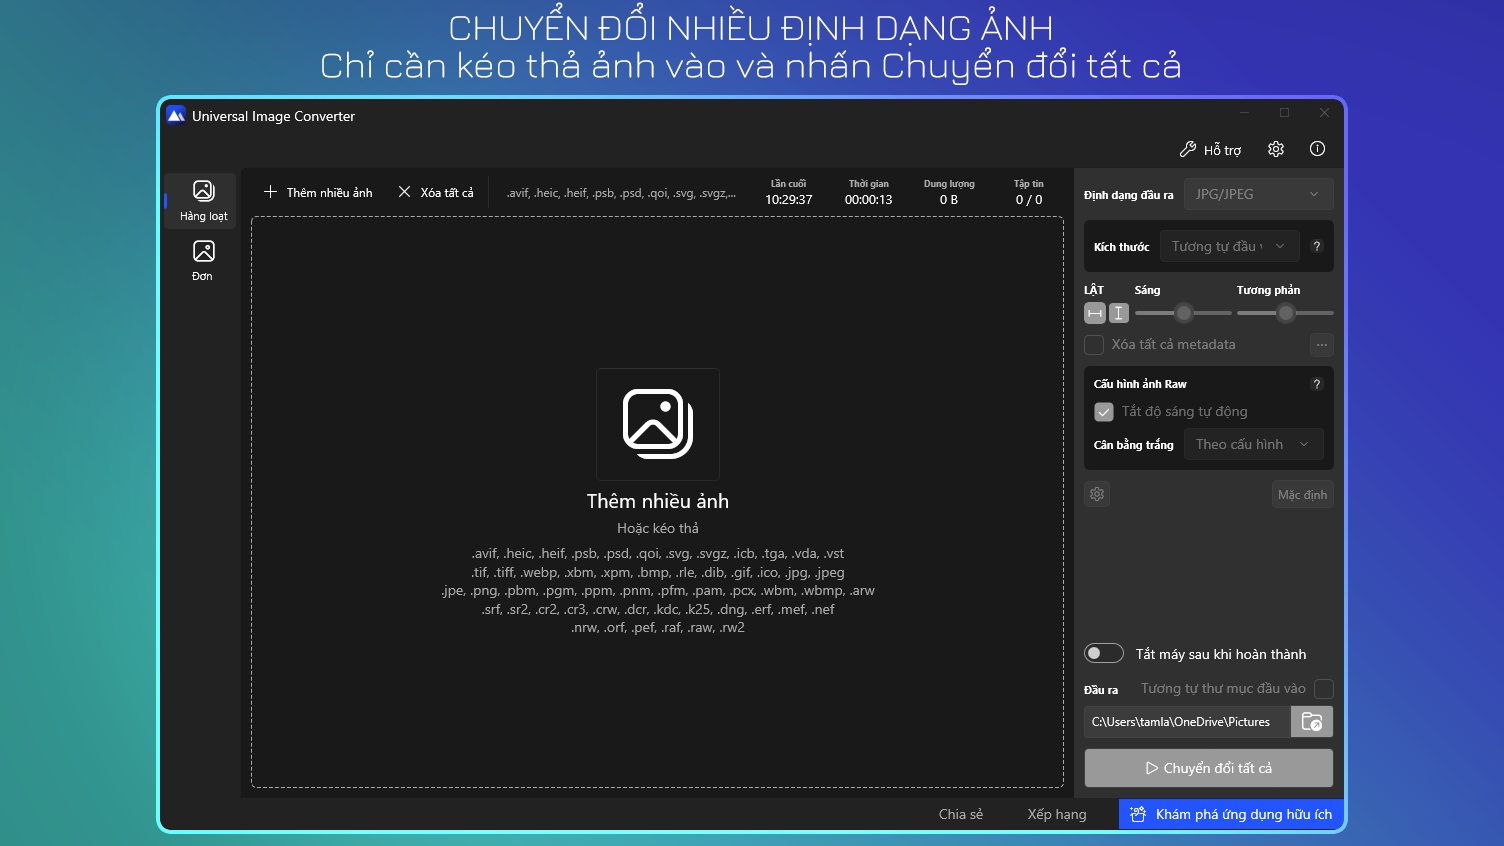 CHUYỂN ĐỔI NHIỀU ĐỊNH DẠNG ẢNH
Chỉ cần kéo thả ảnh vào và nhấn Chuyển đổi tất cả
Universal Image Converter
Hỗ trợ
Hàng loạt
Đơn
Thêm nhiều ảnh
Xóa tất cả
.avif, .heic, .heif, .psb, .psd, .qoi, .svg, .svgz,...
Lần cuối
10:29:37
Thời gian
00:00:13
Dung lượng
0 B
Tập tin
0 / 0
Thêm nhiều ảnh
Hoặc kéo thả
.avif, .heic, .heif, .psb, .psd, .qoi, .svg, .svgz, .icb, .tga, .vda, .vst
.tif, .tiff, .webp, .xbm, .xpm, .bmp, .rle, .dib, .gif, .ico, .jpg, .jpeg
.jpe, .png, .pbm, .pgm, .ppm, .pnm, .pfm, .pam, .pcx, .wbm, .wbmp, .arw
.srf, .sr2, .cr2, .cr3, .crw, .dcr, .kdc, .k25, .dng, .erf, .mef, .nef
.nrw, .orf, .pef, .raf, .raw, .rw2
Định dạng đầu ra
JPG/JPEG
Kích thước
Tương tự đầu
?
LẬT
Sáng
Tương phản
Xóa tất cả metadata
...
Cấu hình ảnh Raw
?
Tắt độ sáng tự động
Cân bằng trắng
Theo cấu hình
Mặc định
Tắt máy sau khi hoàn thành
Đầu ra
Tương tự thư mục đầu vào
C:\Users\tamla\OneDrive\Pictures
Chuyển đổi tất cả
Chia sẻ
Xếp hạng
Khám phá ứng dụng hữu ích